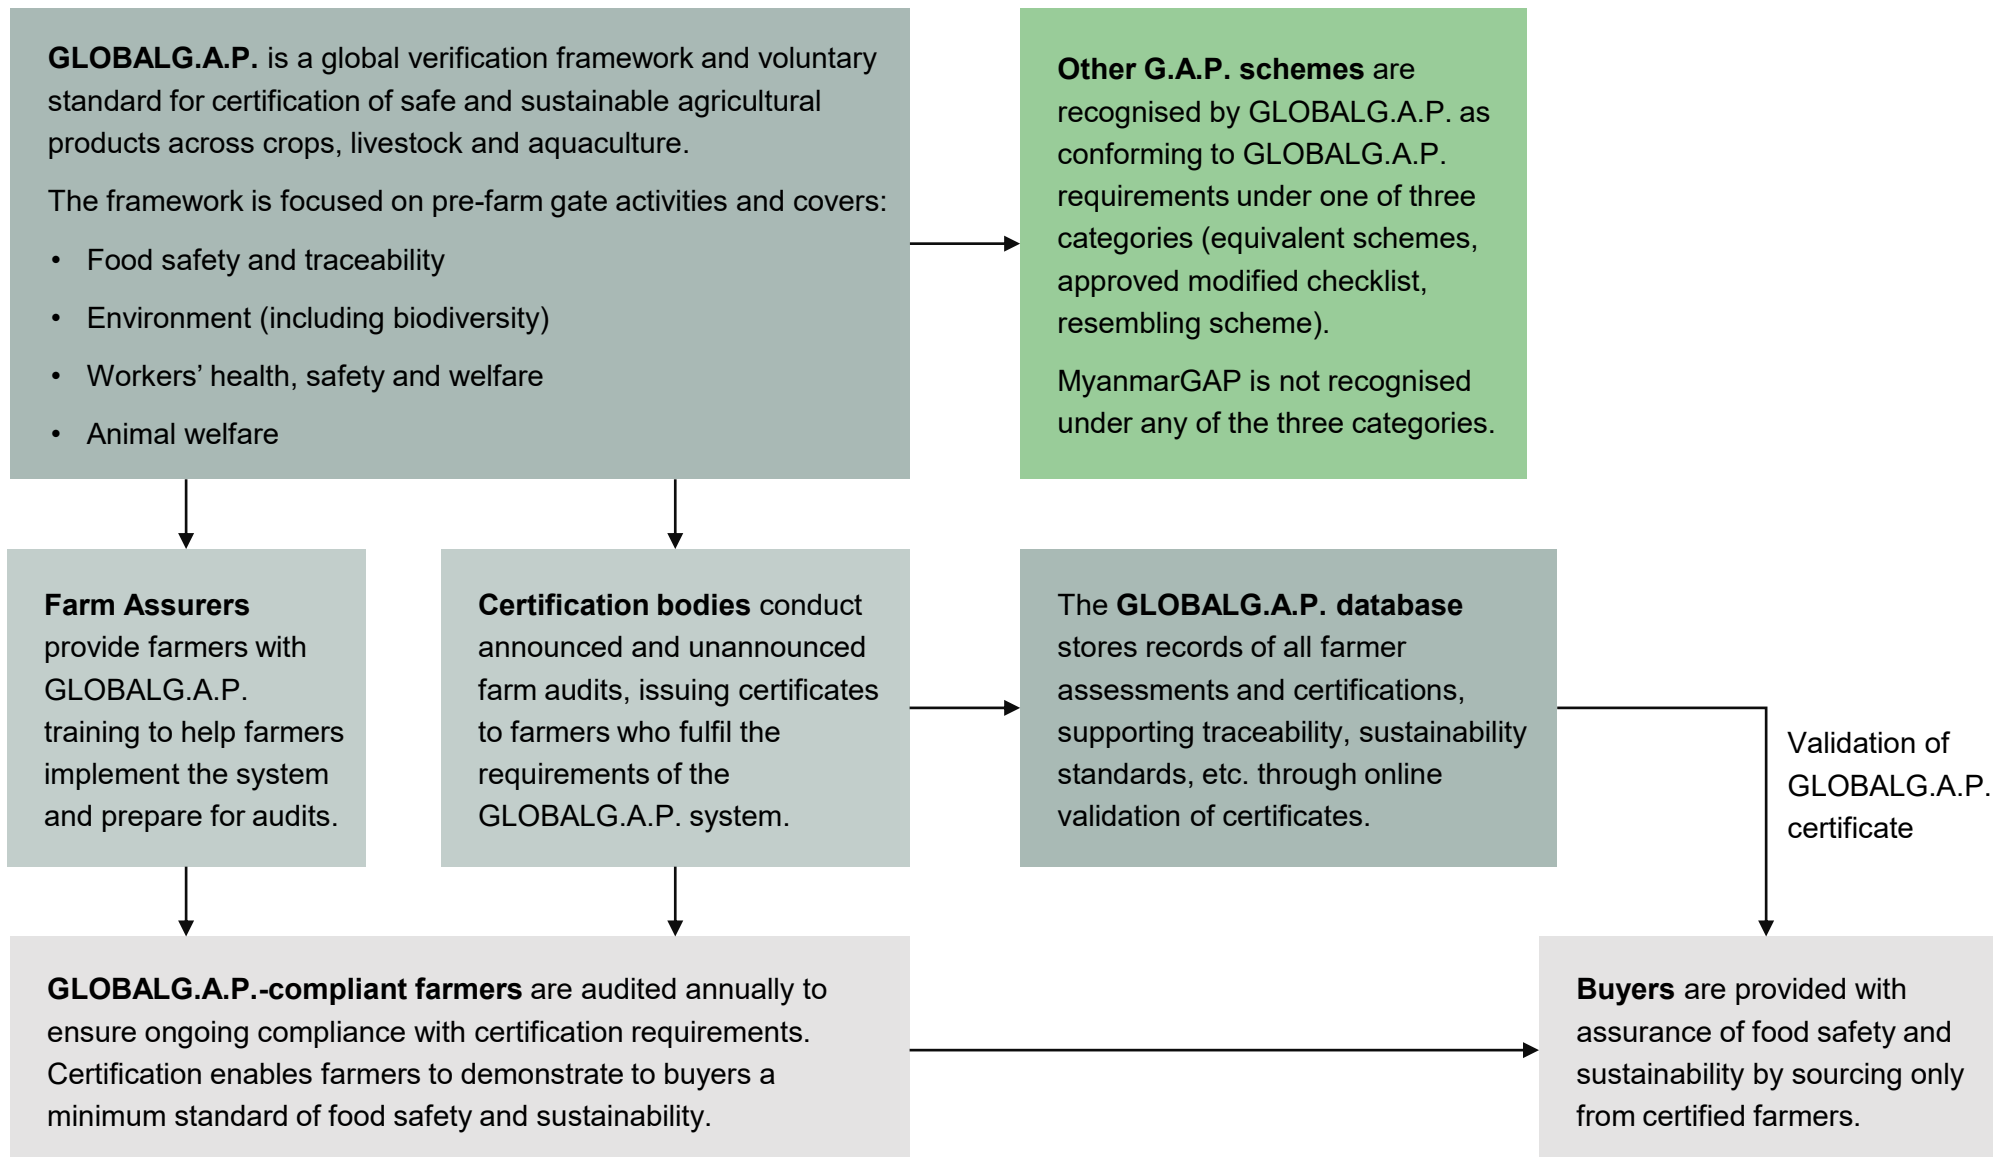 GLOBALG.A.P. is a global verification framework and voluntary
standard for certification of safe and sustainable agricultural
products across crops, livestock and aquaculture.
The framework is focused on pre-farm gate activities and covers:
• Food safety and traceability
• Environment (including biodiversity)
• Workers’ health, safety and welfare
• Animal welfare
Other G.A.P. schemes are
recognised by GLOBALG.A.P. as
conforming to GLOBALG.A.P.
requirements under one of three
categories (equivalent schemes,
approved modified checklist,
resembling scheme).
MyanmarGAP is not recognised
under any of the three categories.
Farm Assurers
provide farmers with
GLOBALG.A.P.
training to help farmers
implement the system
and prepare for audits.
Certification bodies conduct
announced and unannounced
farm audits, issuing certificates
to farmers who fulfil the
requirements of the
GLOBALG.A.P. system.
The GLOBALG.A.P. database
stores records of all farmer
assessments and certifications,
supporting traceability, sustainability
standards, etc. through online
validation of certificates.
Validation of
GLOBALG.A.P.
certificate
GLOBALG.A.P.-compliant farmers are audited annually to
ensure ongoing compliance with certification requirements.
Certification enables farmers to demonstrate to buyers a
minimum standard of food safety and sustainability.
Buyers are provided with
assurance of food safety and
sustainability by sourcing only
from certified farmers.